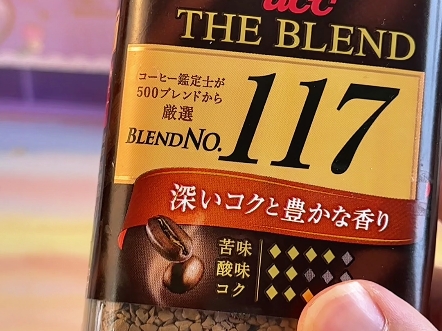 ucc
THE BLEND
コーヒー鑑定士が
500ブレンドから
厳選
BLEND NO. 117
深いコクと豊かな香り
苦味
酸味
コク